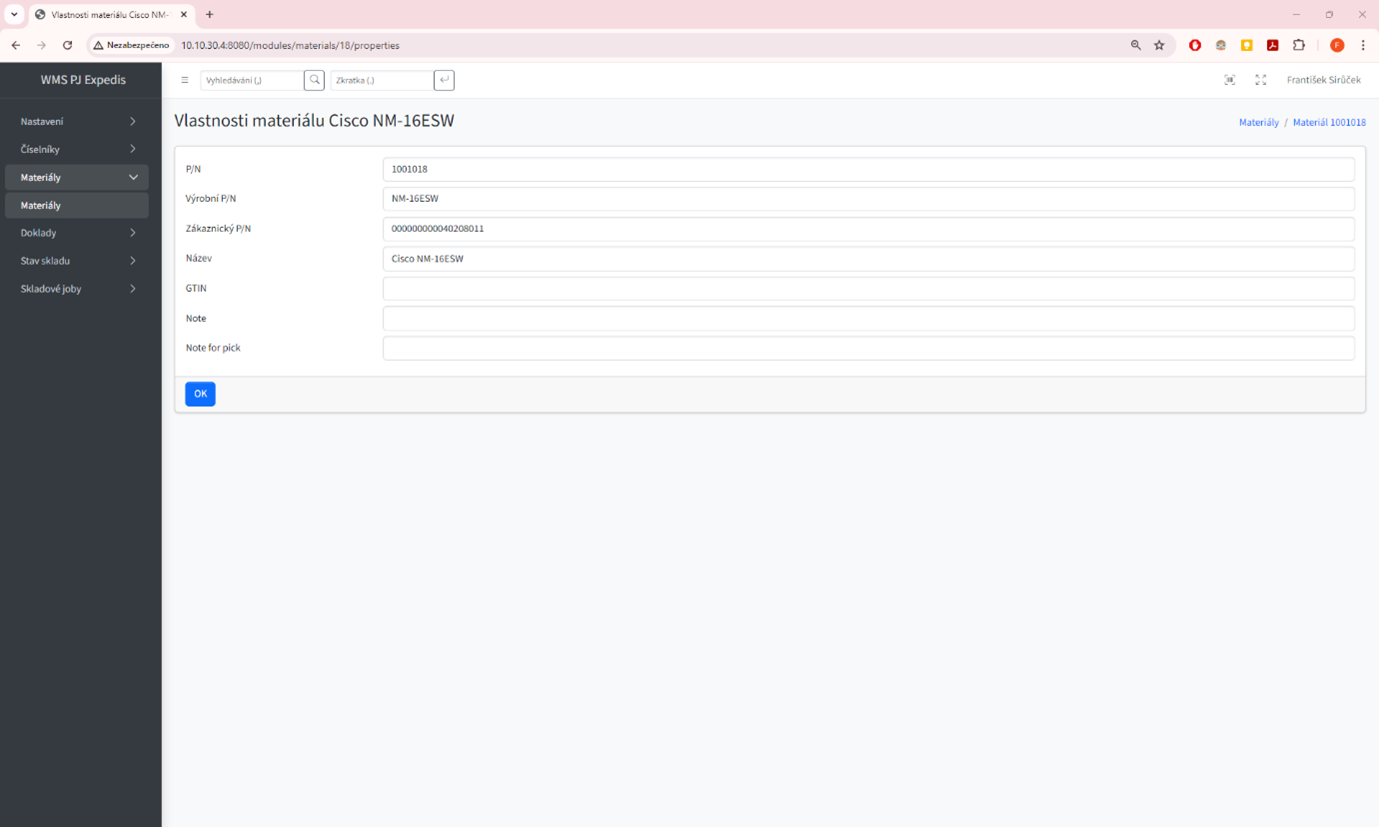 Vlastnosti materiálu Cisco NM-
Nezabezpečeno 10.10.30.4:8080/modules/materials/18/properties
F
WMS PJ Expedis
Vyhledávání (,)
Zkratka (.)
František Sirůček
Nastavení
Číselníky
Materiály
Materiály
Doklady
Stav skladu
Skladové joby
Vlastnosti materiálu Cisco NM-16ESW
Materiály / Materiál 1001018
P/N 1001018
Výrobní P/N NM-16ESW
Zákaznický P/N 000000000040208011
Název Cisco NM-16ESW
GTIN
Note
Note for pick
OK